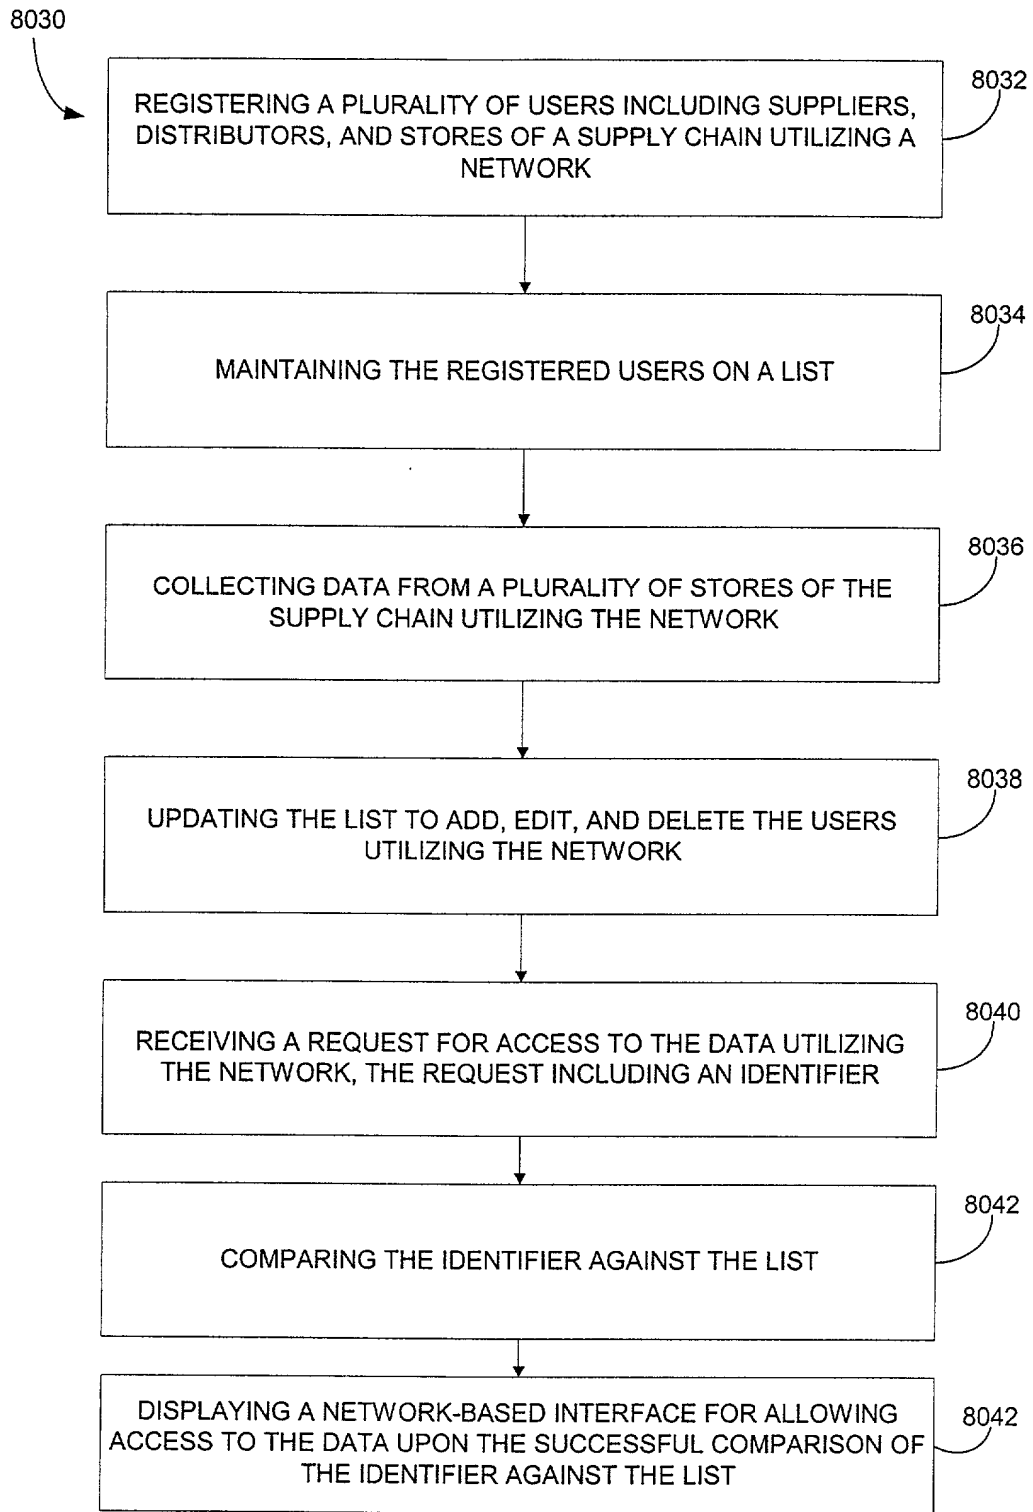 8030
8032
REGISTERING A PLURALITY OF USERS INCLUDING SUPPLIERS,
DISTRIBUTORS, AND STORES OF A SUPPLY CHAIN UTILIZING A
NETWORK
8034
MAINTAINING THE REGISTERED USERS ON A LIST
8036
COLLECTING DATA FROM A PLURALITY OF STORES OF THE
SUPPLY CHAIN UTILIZING THE NETWORK
8038
UPDATING THE LIST TO ADD, EDIT, AND DELETE THE USERS
UTILIZING THE NETWORK
8040
RECEIVING A REQUEST FOR ACCESS TO THE DATA UTILIZING
THE NETWORK, THE REQUEST INCLUDING AN IDENTIFIER
8042
COMPARING THE IDENTIFIER AGAINST THE LIST
8042
DISPLAYING A NETWORK-BASED INTERFACE FOR ALLOWING
ACCESS TO THE DATA UPON THE SUCCESSFUL COMPARISON OF
THE IDENTIFIER AGAINST THE LIST